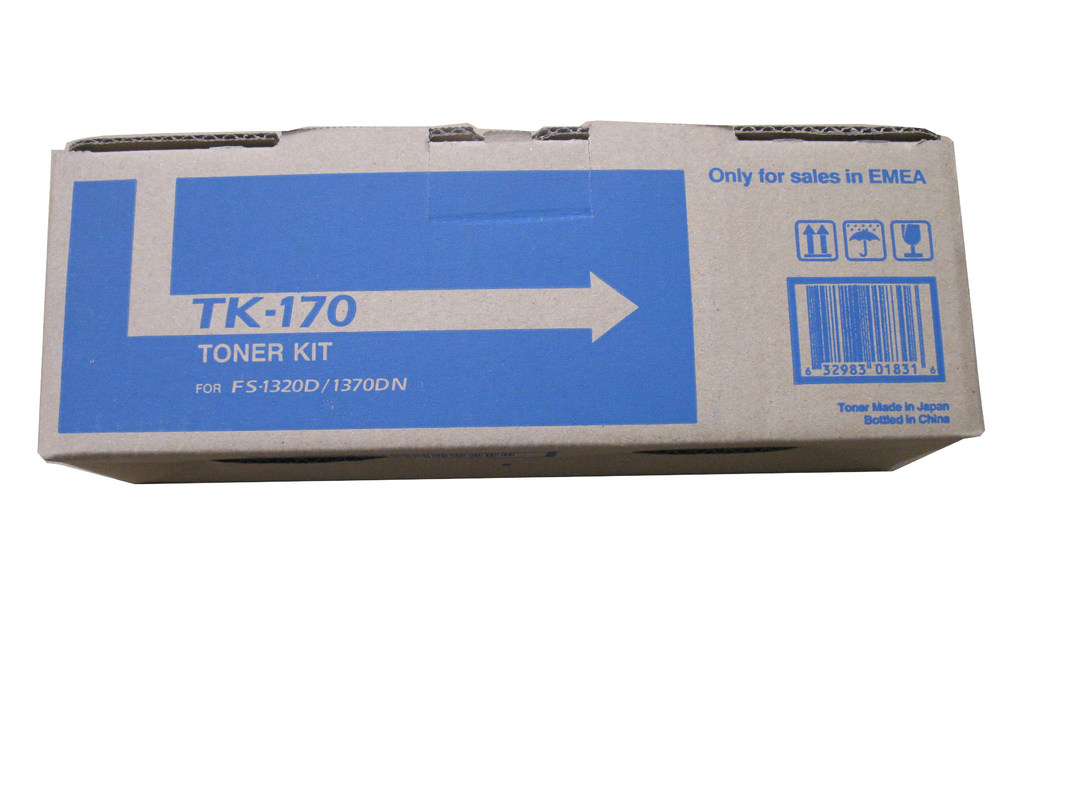 TK-170
TONER KIT
FOR FS-1320D/1370DN
Only for sales in EMEA
6 32983 01831 6
Toner Made in Japan
Bottled in China